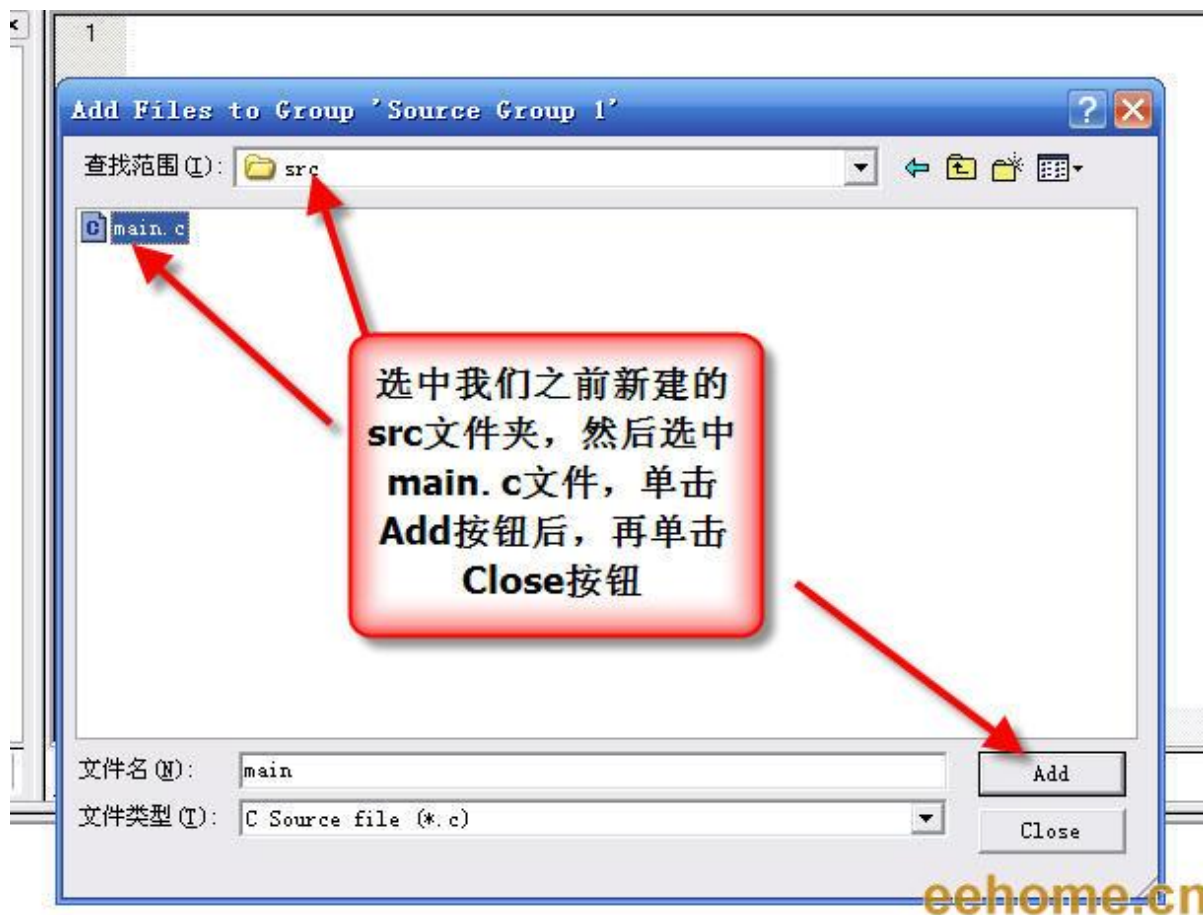 1
Add Files to Group 'Source Group 1'
查找范围(I): src
main.c
选中我们之前新建的
src文件夹，然后选中
main.c文件，单击
Add按钮后，再单击
Close按钮
文件名(N): main
Add
文件类型(T): C Source file (*.c)
Close
eehome.cn